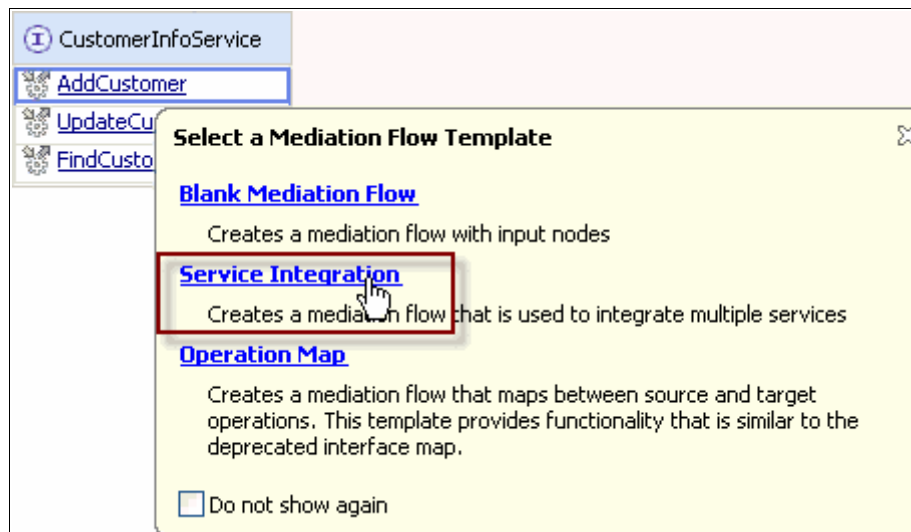 CustomerInfoService
AddCustomer
UpdateCu
FindCusto
Select a Mediation Flow Template
Blank Mediation Flow
Creates a mediation flow with input nodes
Service Integration
Creates a mediation flow that is used to integrate multiple services
Operation Map
Creates a mediation flow that maps between source and target
operations. This template provides functionality that is similar to the
deprecated interface map.
Do not show again